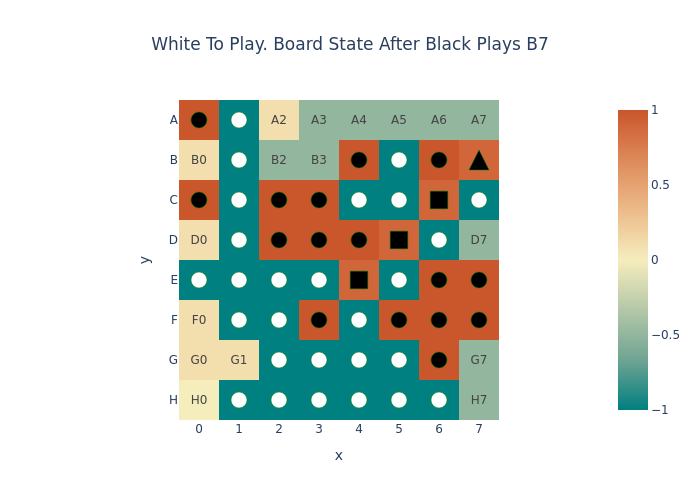 White To Play. Board State After Black Plays B7
A A2 A3 A4 A5 A6 A7
B B0 B2 B3
C
D D0 D7
E
F F0
G G0 G1 G7
H H0 H7
0 1 2 3 4 5 6 7
x
y
1
0.5
0
−0.5
−1